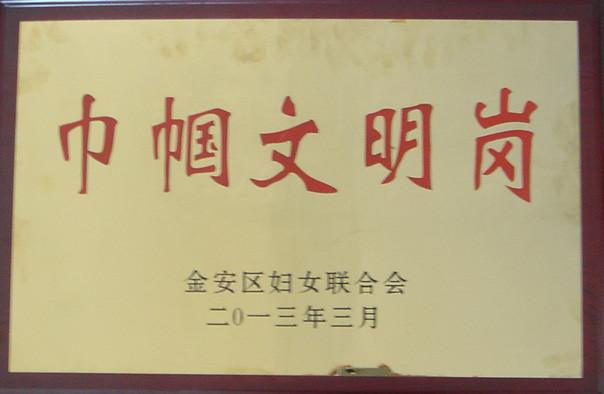 巾帼文明岗
金安区妇女联合会
二0一三年三月